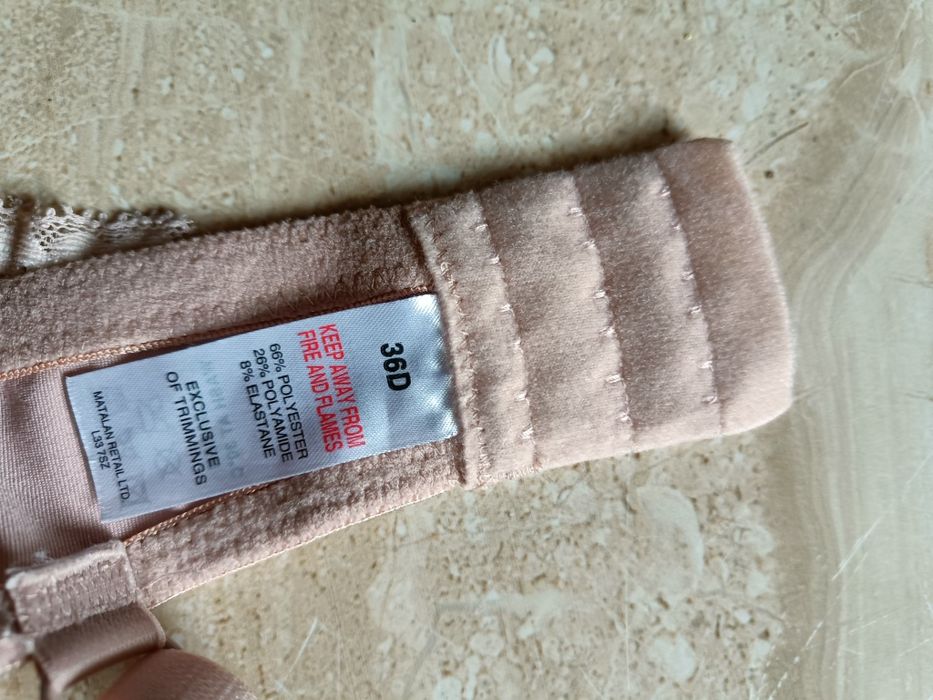 36D
KEEP AWAY FROM
FIRE AND FLAMES
66% POLYESTER
26% POLYAMIDE
8% ELASTANE
EXCLUSIVE
OF TRIMMINGS
MATALAN RETAIL LTD.
L33 7SZ